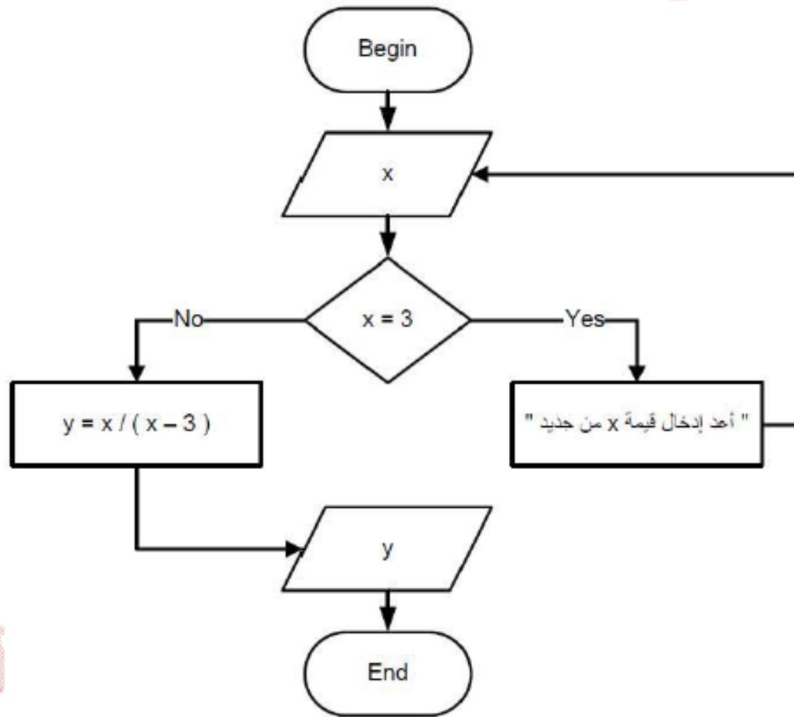 Begin
x
x = 3
No
Yes
y = x / ( x – 3 )
" أعد إدخال قيمة x من جديد "
y
End